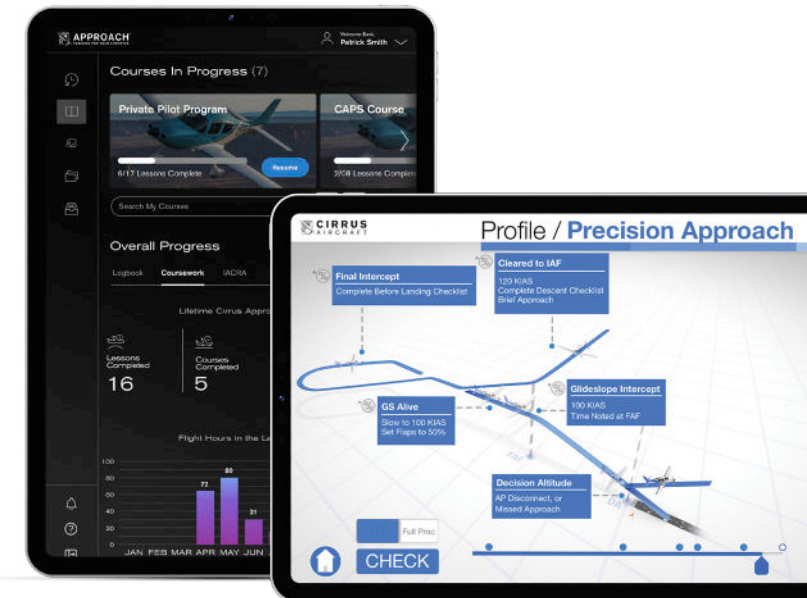 APPROACH
Welcome Back,
Patrick Smith
Courses In Progress (7)
Private Pilot Program
6/17 Lessons Complete
Resume
CAPS Course
2/08 Lessons Complete
Search My Courses
Overall Progress
Logbook
Coursework
IACRA
Lifetime Cirrus Appro
Lessons
Completed
16
Courses
Completed
5
Flight Hours in the La
100
80
60
40
20
0
72
80
31
JAN FEB MAR APR MAY JUN
CIRRUS
AIRCRAFT
Profile / Precision Approach
Final Intercept
Complete Before Landing Checklist
Cleared to IAF
120 KIAS
Complete Descent Checklist
Brief Approach
GS Alive
Slow to 100 KIAS
Set Flaps to 50%
Glideslope Intercept
100 KIAS
Time Noted at FAF
FAF
Decision Altitude
AP Disconnect, or
Missed Approach
DA
Full Proc
CHECK